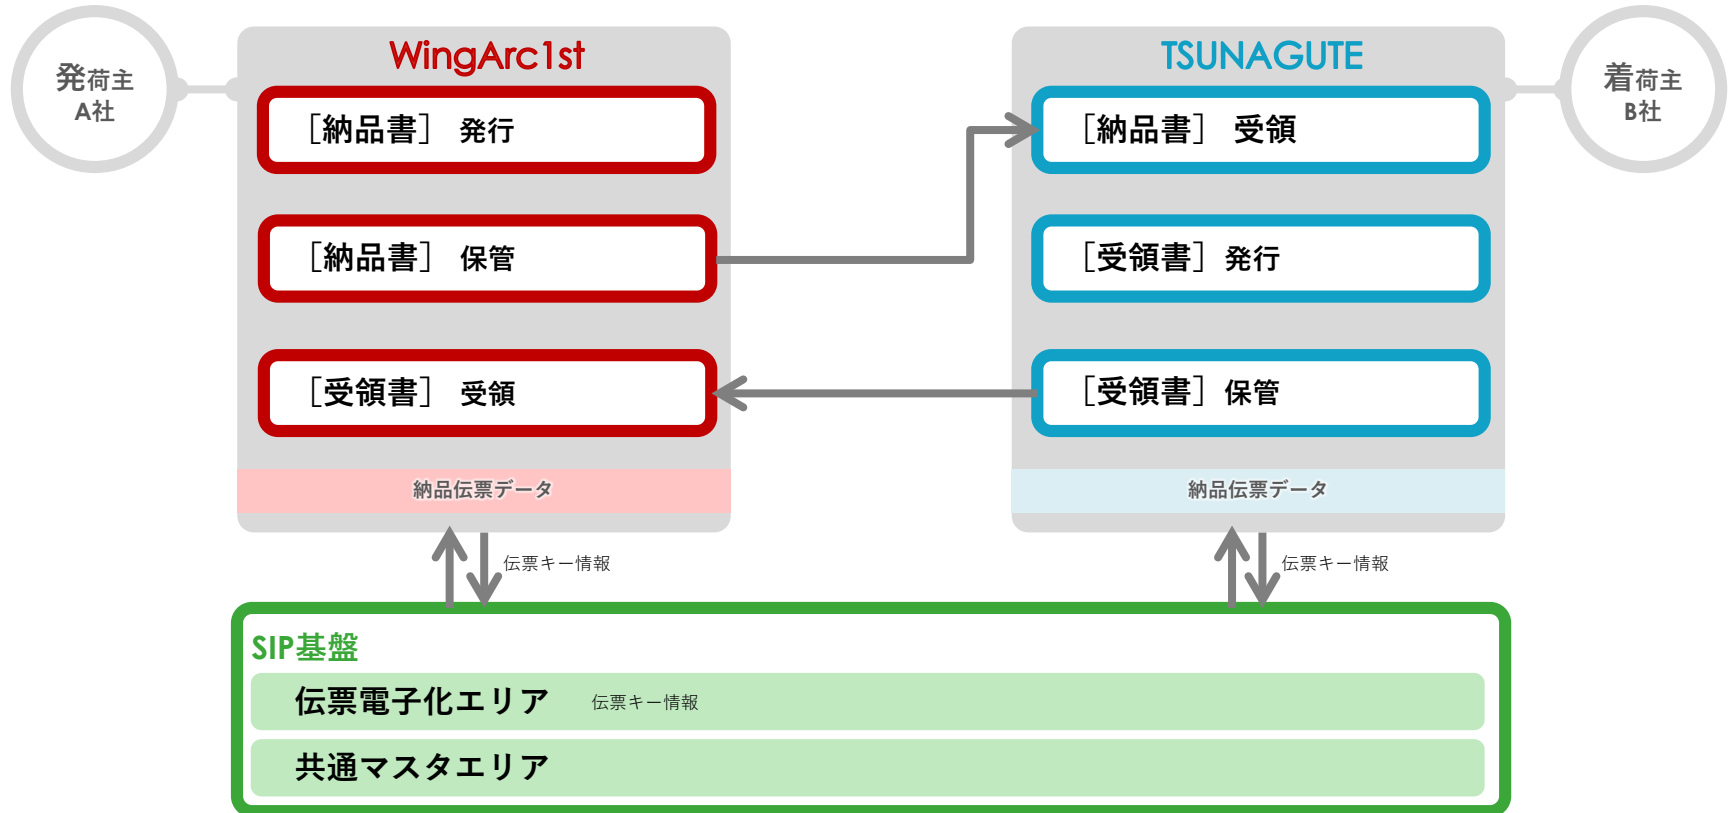 発荷主
A社
WingArc1st
［納品書］ 発行
［納品書］ 保管
［受領書］ 受領
納品伝票データ
TSUNAGUTE
［納品書］ 受領
［受領書］発行
［受領書］保管
納品伝票データ
着荷主
B社
伝票キー情報
伝票キー情報
SIP基盤
伝票電子化エリア 伝票キー情報
共通マスタエリア